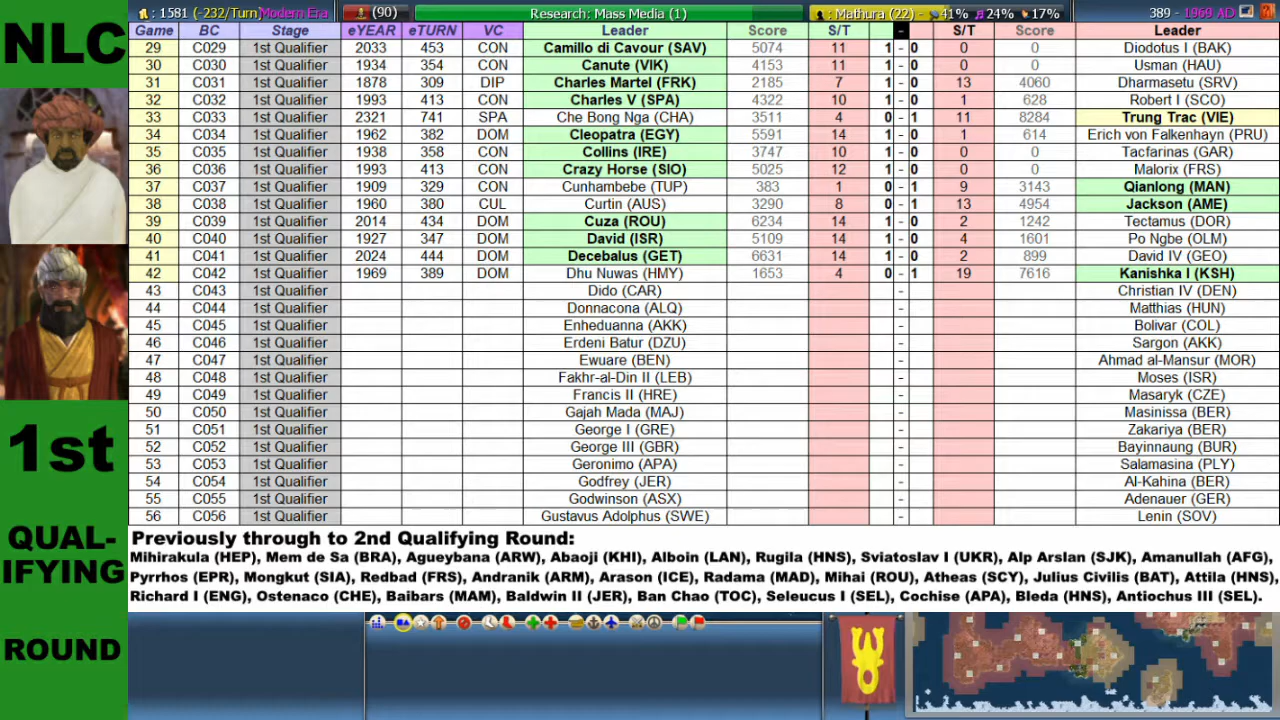 : 1581 (-232/Turn) Modern Era (90) Research: Mass Media (1) : Mathura (22) - 41% 24% 17% 389 - 1969 AD
NLC
Game BC Stage eYEAR eTURN VC Leader Score S/T - S/T Score Leader
29 C029 1st Qualifier 2033 453 CON Camillo di Cavour (SAV) 5074 11 1 - 0 0 0 Diodotus I (BAK)
30 C030 1st Qualifier 1934 354 CON Canute (VIK) 4153 11 1 - 0 0 0 Usman (HAU)
31 C031 1st Qualifier 1878 309 DIP Charles Martel (FRK) 2185 7 1 - 0 13 4060 Dharmasetu (SRV)
32 C032 1st Qualifier 1993 413 CON Charles V (SPA) 4322 10 1 - 0 1 628 Robert I (SCO)
33 C033 1st Qualifier 2321 741 SPA Che Bong Nga (CHA) 3511 4 0 - 1 11 8284 Trung Trac (VIE)
34 C034 1st Qualifier 1962 382 DOM Cleopatra (EGY) 5591 14 1 - 0 1 614 Erich von Falkenhayn (PRU)
35 C035 1st Qualifier 1938 358 CON Collins (IRE) 3747 10 1 - 0 0 0 Tacfarinas (GAR)
36 C036 1st Qualifier 1993 413 CON Crazy Horse (SIO) 5025 12 1 - 0 0 0 Malorix (FRS)
37 C037 1st Qualifier 1909 329 CON Cunhambebe (TUP) 383 1 0 - 1 9 3143 Qianlong (MAN)
38 C038 1st Qualifier 1960 380 CUL Curtin (AUS) 3290 8 0 - 1 13 4954 Jackson (AME)
39 C039 1st Qualifier 2014 434 DOM Cuza (ROU) 6234 14 1 - 0 2 1242 Tectamus (DOR)
40 C040 1st Qualifier 1927 347 DOM David (ISR) 5109 14 1 - 0 4 1601 Po Ngbe (OLM)
41 C041 1st Qualifier 2024 444 DOM Decebalus (GET) 6631 14 1 - 0 2 899 David IV (GEO)
42 C042 1st Qualifier 1969 389 DOM Dhu Nuwas (HMY) 1653 4 0 - 1 19 7616 Kanishka I (KSH)
43 C043 1st Qualifier Dido (CAR) - Christian IV (DEN)
44 C044 1st Qualifier Donnacona (ALQ) - Matthias (HUN)
45 C045 1st Qualifier Enheduanna (AKK) - Bolivar (COL)
46 C046 1st Qualifier Erdeni Batur (DZU) - Sargon (AKK)
47 C047 1st Qualifier Ewuare (BEN) - Ahmad al-Mansur (MOR)
48 C048 1st Qualifier Fakhr-al-Din II (LEB) - Moses (ISR)
49 C049 1st Qualifier Francis II (HRE) - Masaryk (CZE)
50 C050 1st Qualifier Gajah Mada (MAJ) - Masinissa (BER)
51 C051 1st Qualifier George I (GRE) - Zakariya (BER)
52 C052 1st Qualifier George III (GBR) - Bayinnaung (BUR)
53 C053 1st Qualifier Geronimo (APA) - Salamasina (PLY)
54 C054 1st Qualifier Godfrey (JER) - Al-Kahina (BER)
55 C055 1st Qualifier Godwinson (ASX) - Adenauer (GER)
56 C056 1st Qualifier Gustavus Adolphus (SWE) - Lenin (SOV)
1st
QUAL-
IFYING
ROUND
Previously through to 2nd Qualifying Round:
Mihirakula (HEP), Mem de Sa (BRA), Agueybana (ARW), Abaoji (KHI), Alboin (LAN), Rugila (HNS), Sviatoslav I (UKR), Alp Arslan (SJK), Amanullah (AFG),
Pyrrhos (EPR), Mongkut (SIA), Redbad (FRS), Andranik (ARM), Arason (ICE), Radama (MAD), Mihai (ROU), Atheas (SCY), Julius Civilis (BAT), Attila (HNS),
Richard I (ENG), Ostenaco (CHE), Baibars (MAM), Baldwin II (JER), Ban Chao (TOC), Seleucus I (SEL), Cochise (APA), Bleda (HNS), Antiochus III (SEL).